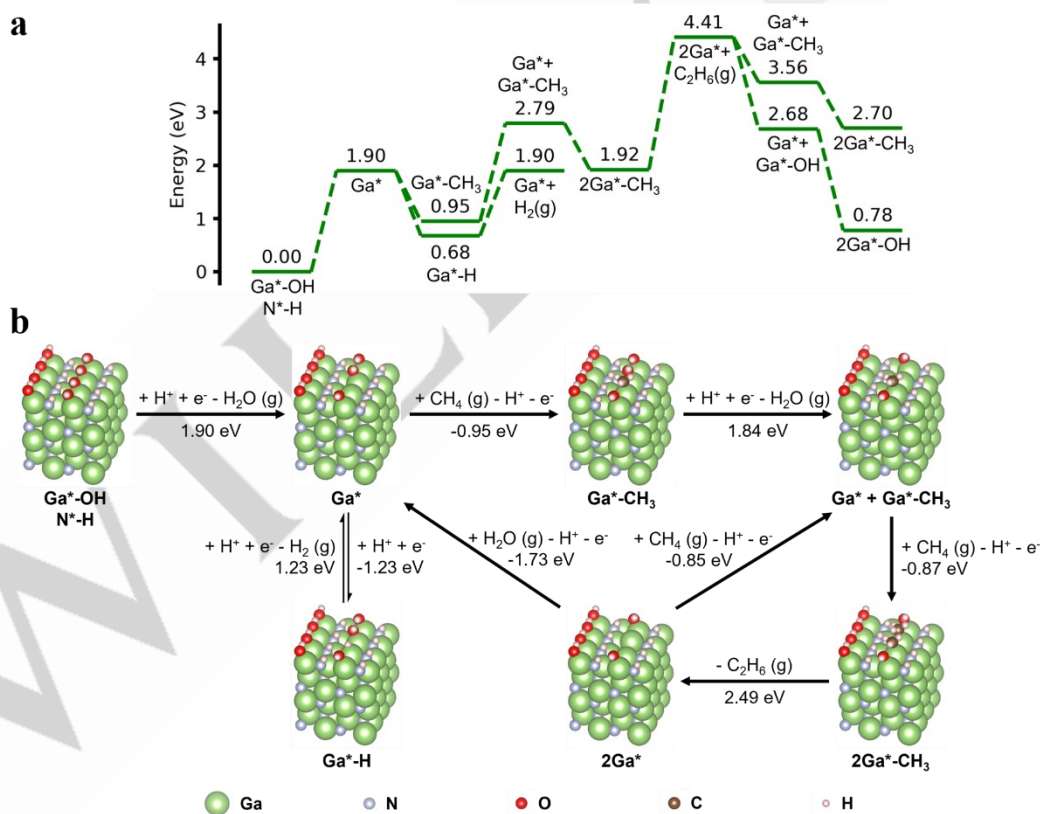 a
Energy (eV)
4
3
2
1
0
0.00
Ga*-OH
N*-H
1.90
Ga*
Ga*-CH₃
0.95
0.68
Ga*-H
Ga*+
Ga*-CH₃
2.79
1.90
Ga*+
H₂(g)
1.92
2Ga*-CH₃
4.41
2Ga*+
C₂H₆(g)
Ga*+
Ga*-CH₃
3.56
2.68
Ga*+
Ga*-OH
2.70
2Ga*-CH₃
0.78
2Ga*-OH
b
+ H⁺ + e⁻ - H₂O (g)
1.90 eV
+ CH₄ (g) - H⁺ - e⁻
-0.95 eV
+ H⁺ + e⁻ - H₂O (g)
1.84 eV
Ga*-OH
N*-H
Ga*
Ga*-CH₃
Ga* + Ga*-CH₃
+ H⁺ + e⁻ - H₂ (g)
1.23 eV
+ H⁺ + e⁻
-1.23 eV
+ H₂O (g) - H⁺ - e⁻
-1.73 eV
+ CH₄ (g) - H⁺ - e⁻
-0.85 eV
+ CH₄ (g) - H⁺ - e⁻
-0.87 eV
- C₂H₆ (g)
2.49 eV
Ga*-H
2Ga*
2Ga*-CH₃
Ga
N
O
C
H
WILE